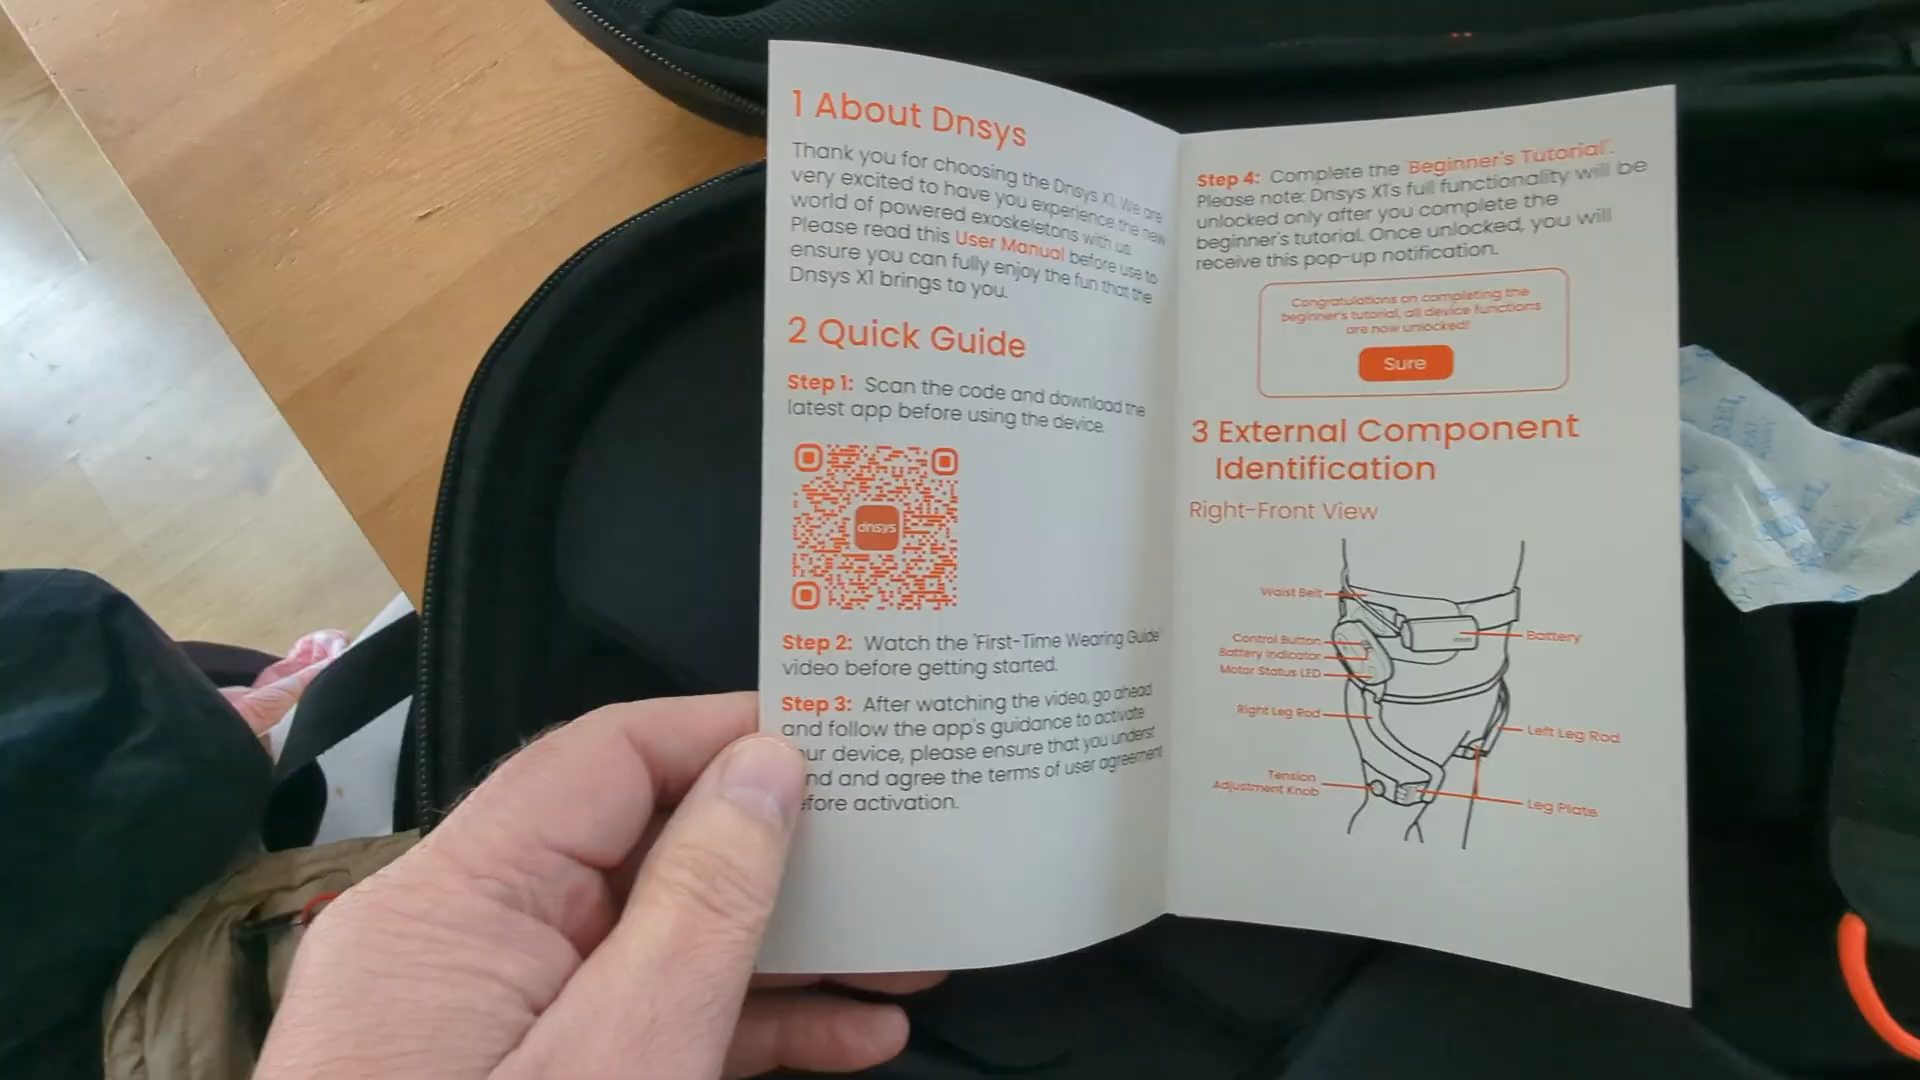 1 About Dnsys
Thank you for choosing the Dnsys X1. We are
very excited to have you experience the new
world of powered exoskeletons with us.
Please read this User Manual before use to
ensure you can fully enjoy the fun that the
Dnsys X1 brings to you.
2 Quick Guide
Step 1: Scan the code and download the
latest app before using the device.
dnsys
Step 2: Watch the "First-Time Wearing Guide"
video before getting started.
Step 3: After watching the video, go ahead
and follow the app's guidance to activate
ur device, please ensure that you underst
nd and agree the terms of user agreement
efore activation.
Step 4: Complete the "Beginner's Tutorial".
Please note: Dnsys X1's full functionality will be
unlocked only after you complete the
beginner's tutorial. Once unlocked, you will
receive this pop-up notification.
Congratulations on completing the
beginner's tutorial, all device functions
are now unlocked!
Sure
3 External Component
Identification
Right-Front View
Waist Belt
Control Button
Battery Indicator
Motor Status LED
Right Leg Rod
Tension
Adjustment Knob
Battery
Left Leg Rod
Leg Plate